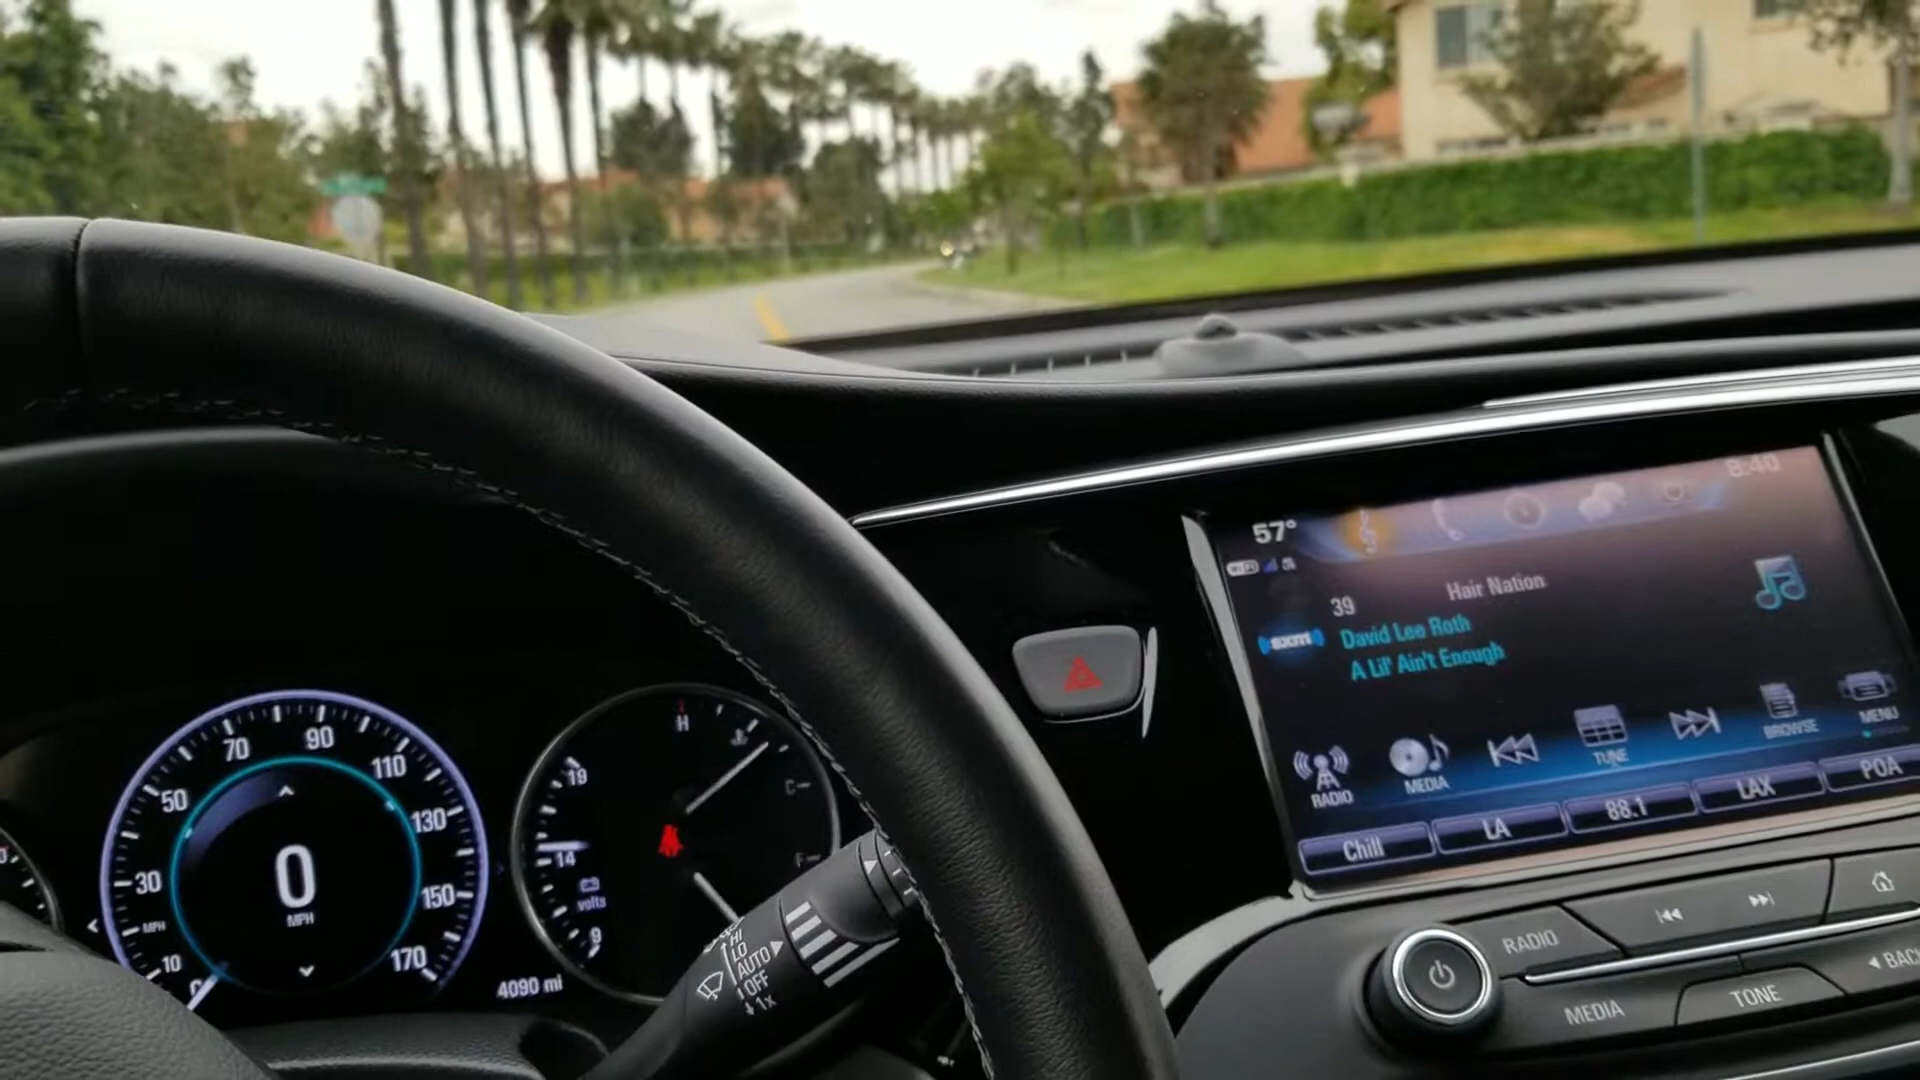 8:40
57°
39
Hair Nation
((SXM))
David Lee Roth
A Lil' Ain't Enough
RADIO
MEDIA
TUNE
BROWSE
MENU
Chill
LA
88.1
LAX
POA
RADIO
MEDIA
TONE
BACK
10
30
50
70
90
110
130
150
170
MPH
0
MPH
H
C
F
19
14
volts
9
4090 mi
HI
LO
AUTO
OFF
1x